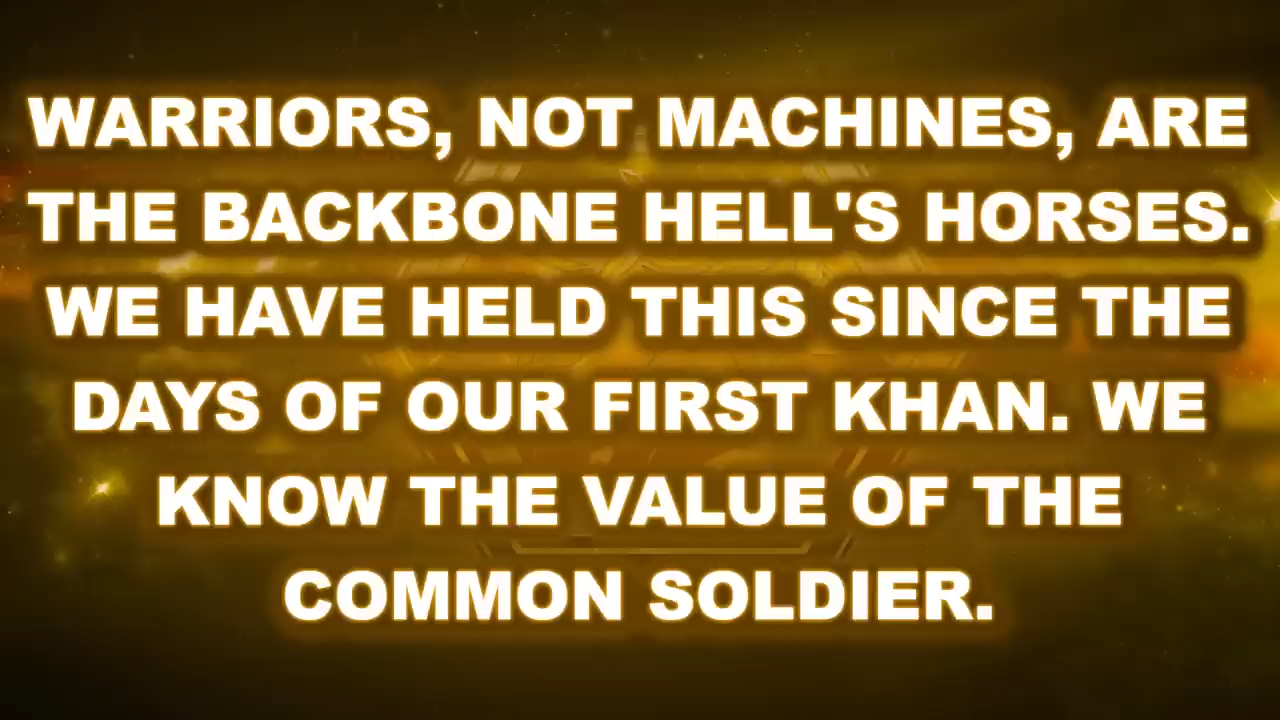 WARRIORS, NOT MACHINES, ARE
THE BACKBONE HELL'S HORSES.
WE HAVE HELD THIS SINCE THE
DAYS OF OUR FIRST KHAN. WE
KNOW THE VALUE OF THE
COMMON SOLDIER.